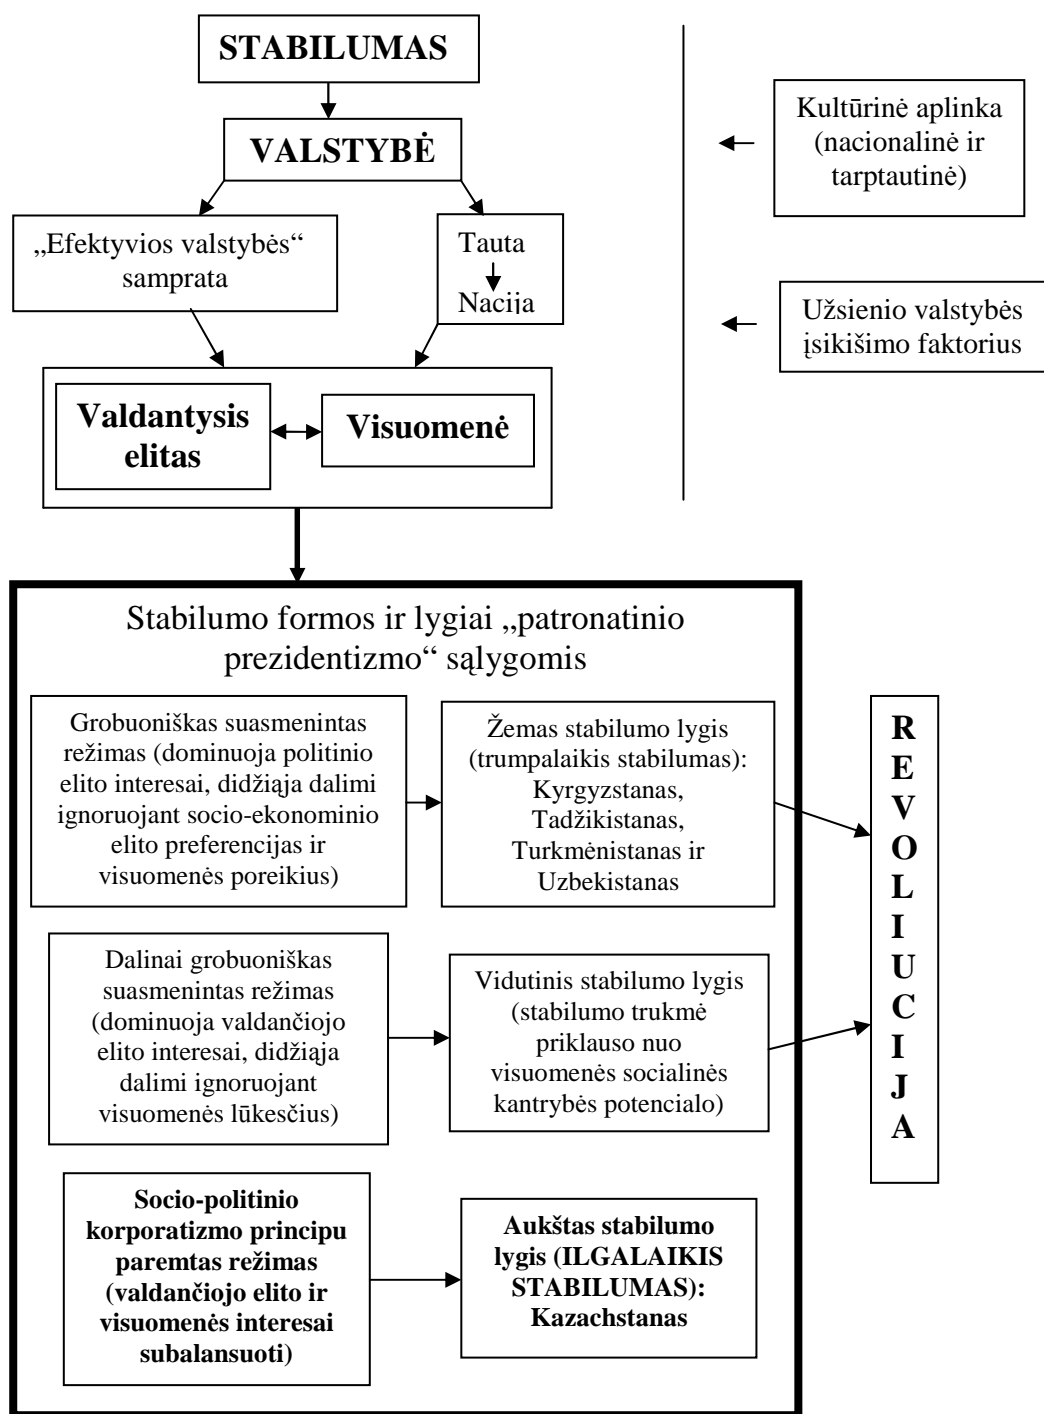 STABILUMAS
VALSTYBĖ
„Efektyvios valstybės“
samprata
Tauta
Nacija
Valdantysis
elitas
Visuomenė
Kultūrinė aplinka
(nacionalinė ir
tarptautinė)
Užsienio valstybės
įsikišimo faktorius
Stabilumo formos ir lygiai „patronatinio
prezidentizmo“ sąlygomis
Grobuoniškas suasmenintas
režimas (dominuoja politinio
elito interesai, didžiąja dalimi
ignoruojant socio-ekonominio
elito preferencijas ir
visuomenės poreikius)
Žemas stabilumo lygis
(trumpalaikis stabilumas):
Kyrgyzstanas,
Tadžikistanas,
Turkmėnistanas ir
Uzbekistanas
Dalinai grobuoniškas
suasmenintas režimas
(dominuoja valdančiojo
elito interesai, didžiąja
dalimi ignoruojant
visuomenės lūkesčius)
Vidutinis stabilumo lygis
(stabilumo trukmė
priklauso nuo
visuomenės socialinės
kantrybės potencialo)
Socio-politinio
korporatizmo principu
paremtas režimas
(valdančiojo elito ir
visuomenės interesai
subalansuoti)
Aukštas stabilumo
lygis (ILGALAIKIS
STABILUMAS):
Kazachstanas
R
E
V
O
L
I
U
C
I
J
A